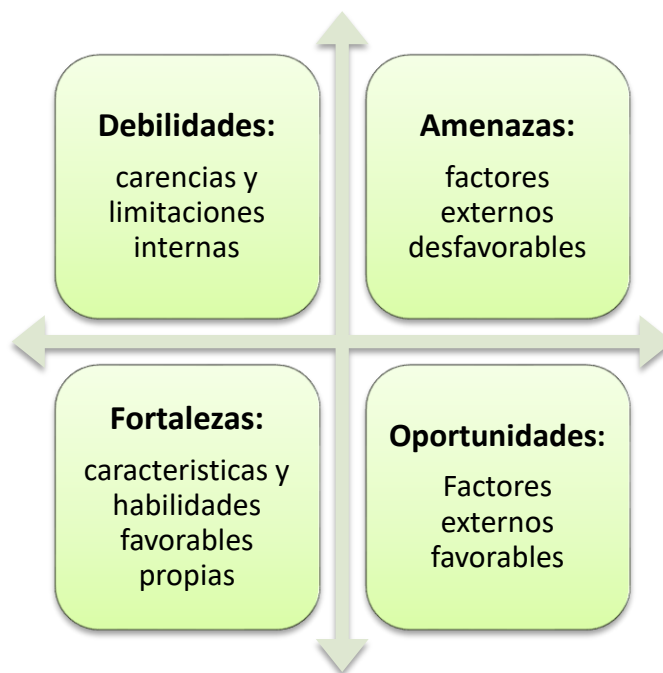 Debilidades:
carencias y
limitaciones
internas
Amenazas:
factores
externos
desfavorables
Fortalezas:
caracteristicas y
habilidades
favorables
propias
Oportunidades:
Factores
externos
favorables